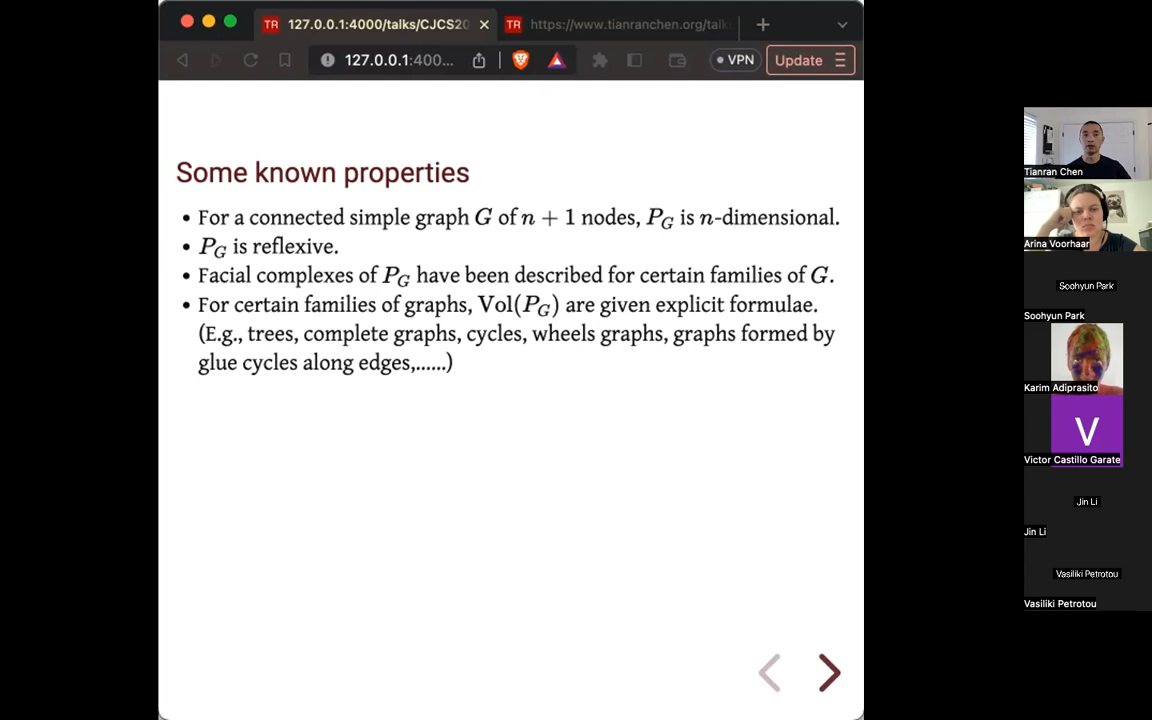 127.0.0.1:4000/talks/CJCS20
https://www.tianranchen.org/talk
127.0.0.1:400...
VPN
Update
Some known properties
• For a connected simple graph G of n + 1 nodes, P_G is n-dimensional.
• P_G is reflexive.
• Facial complexes of P_G have been described for certain families of G.
• For certain families of graphs, Vol(P_G) are given explicit formulae.
(E.g., trees, complete graphs, cycles, wheels graphs, graphs formed by
glue cycles along edges,......)
Tianran Chen
Arina Voorhaar
Soohyun Park
Soohyun Park
Karim Adiprasito
V
Victor Castillo Garate
Jin Li
Jin Li
Vasiliki Petrotou
Vasiliki Petrotou